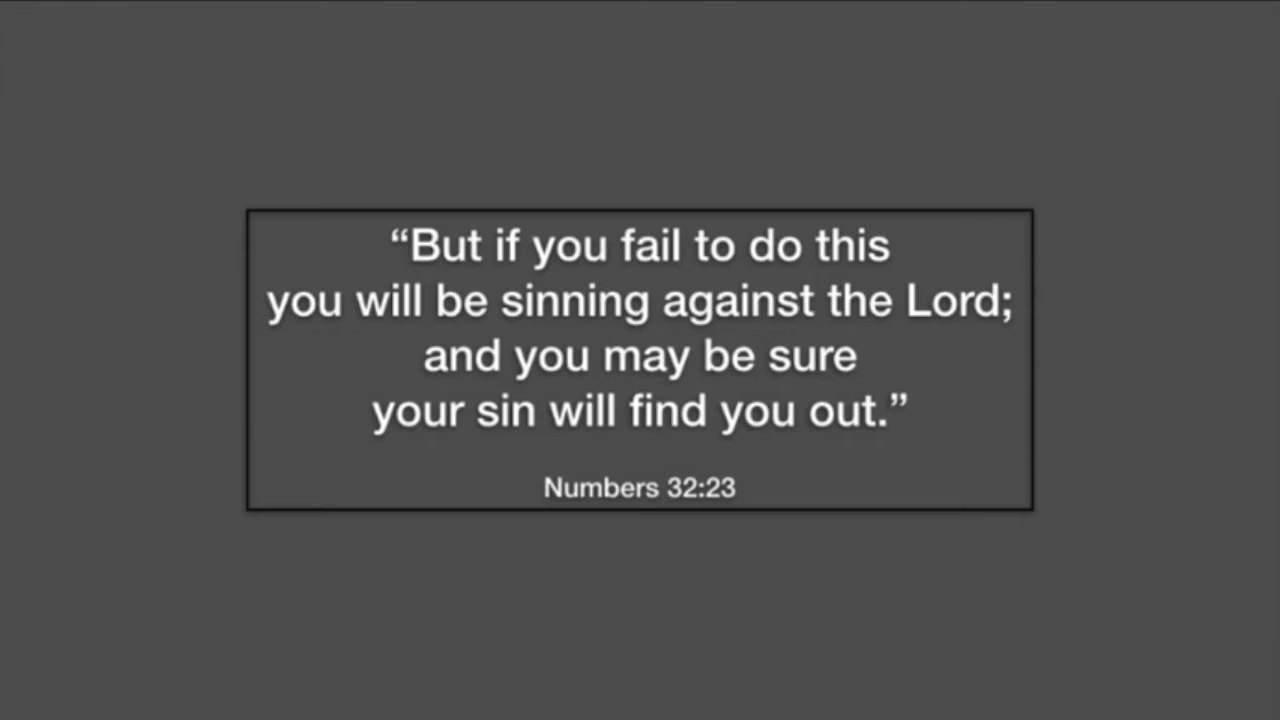 “But if you fail to do this
you will be sinning against the Lord;
and you may be sure
your sin will find you out.”
Numbers 32:23